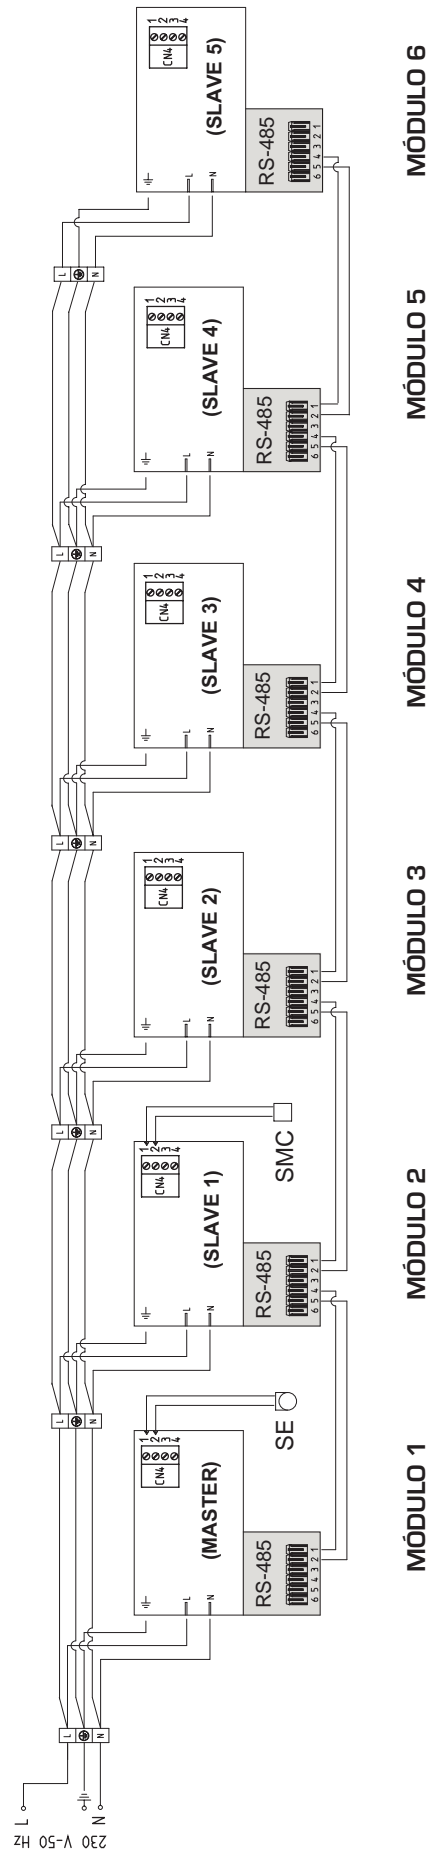 230 V-50 Hz
L
N
L
N
L
N
L
N
L
N
L
N
L
N
1 2 3 4
CN4
L
N
(MASTER)
RS-485
6 5 4 3 2 1
SE
MÓDULO 1
1 2 3 4
CN4
L
N
(SLAVE 1)
RS-485
6 5 4 3 2 1
SMC
MÓDULO 2
1 2 3 4
CN4
L
N
(SLAVE 2)
RS-485
6 5 4 3 2 1
MÓDULO 3
1 2 3 4
CN4
L
N
(SLAVE 3)
RS-485
6 5 4 3 2 1
MÓDULO 4
1 2 3 4
CN4
L
N
(SLAVE 4)
RS-485
6 5 4 3 2 1
MÓDULO 5
1 2 3 4
CN4
L
N
(SLAVE 5)
RS-485
6 5 4 3 2 1
MÓDULO 6